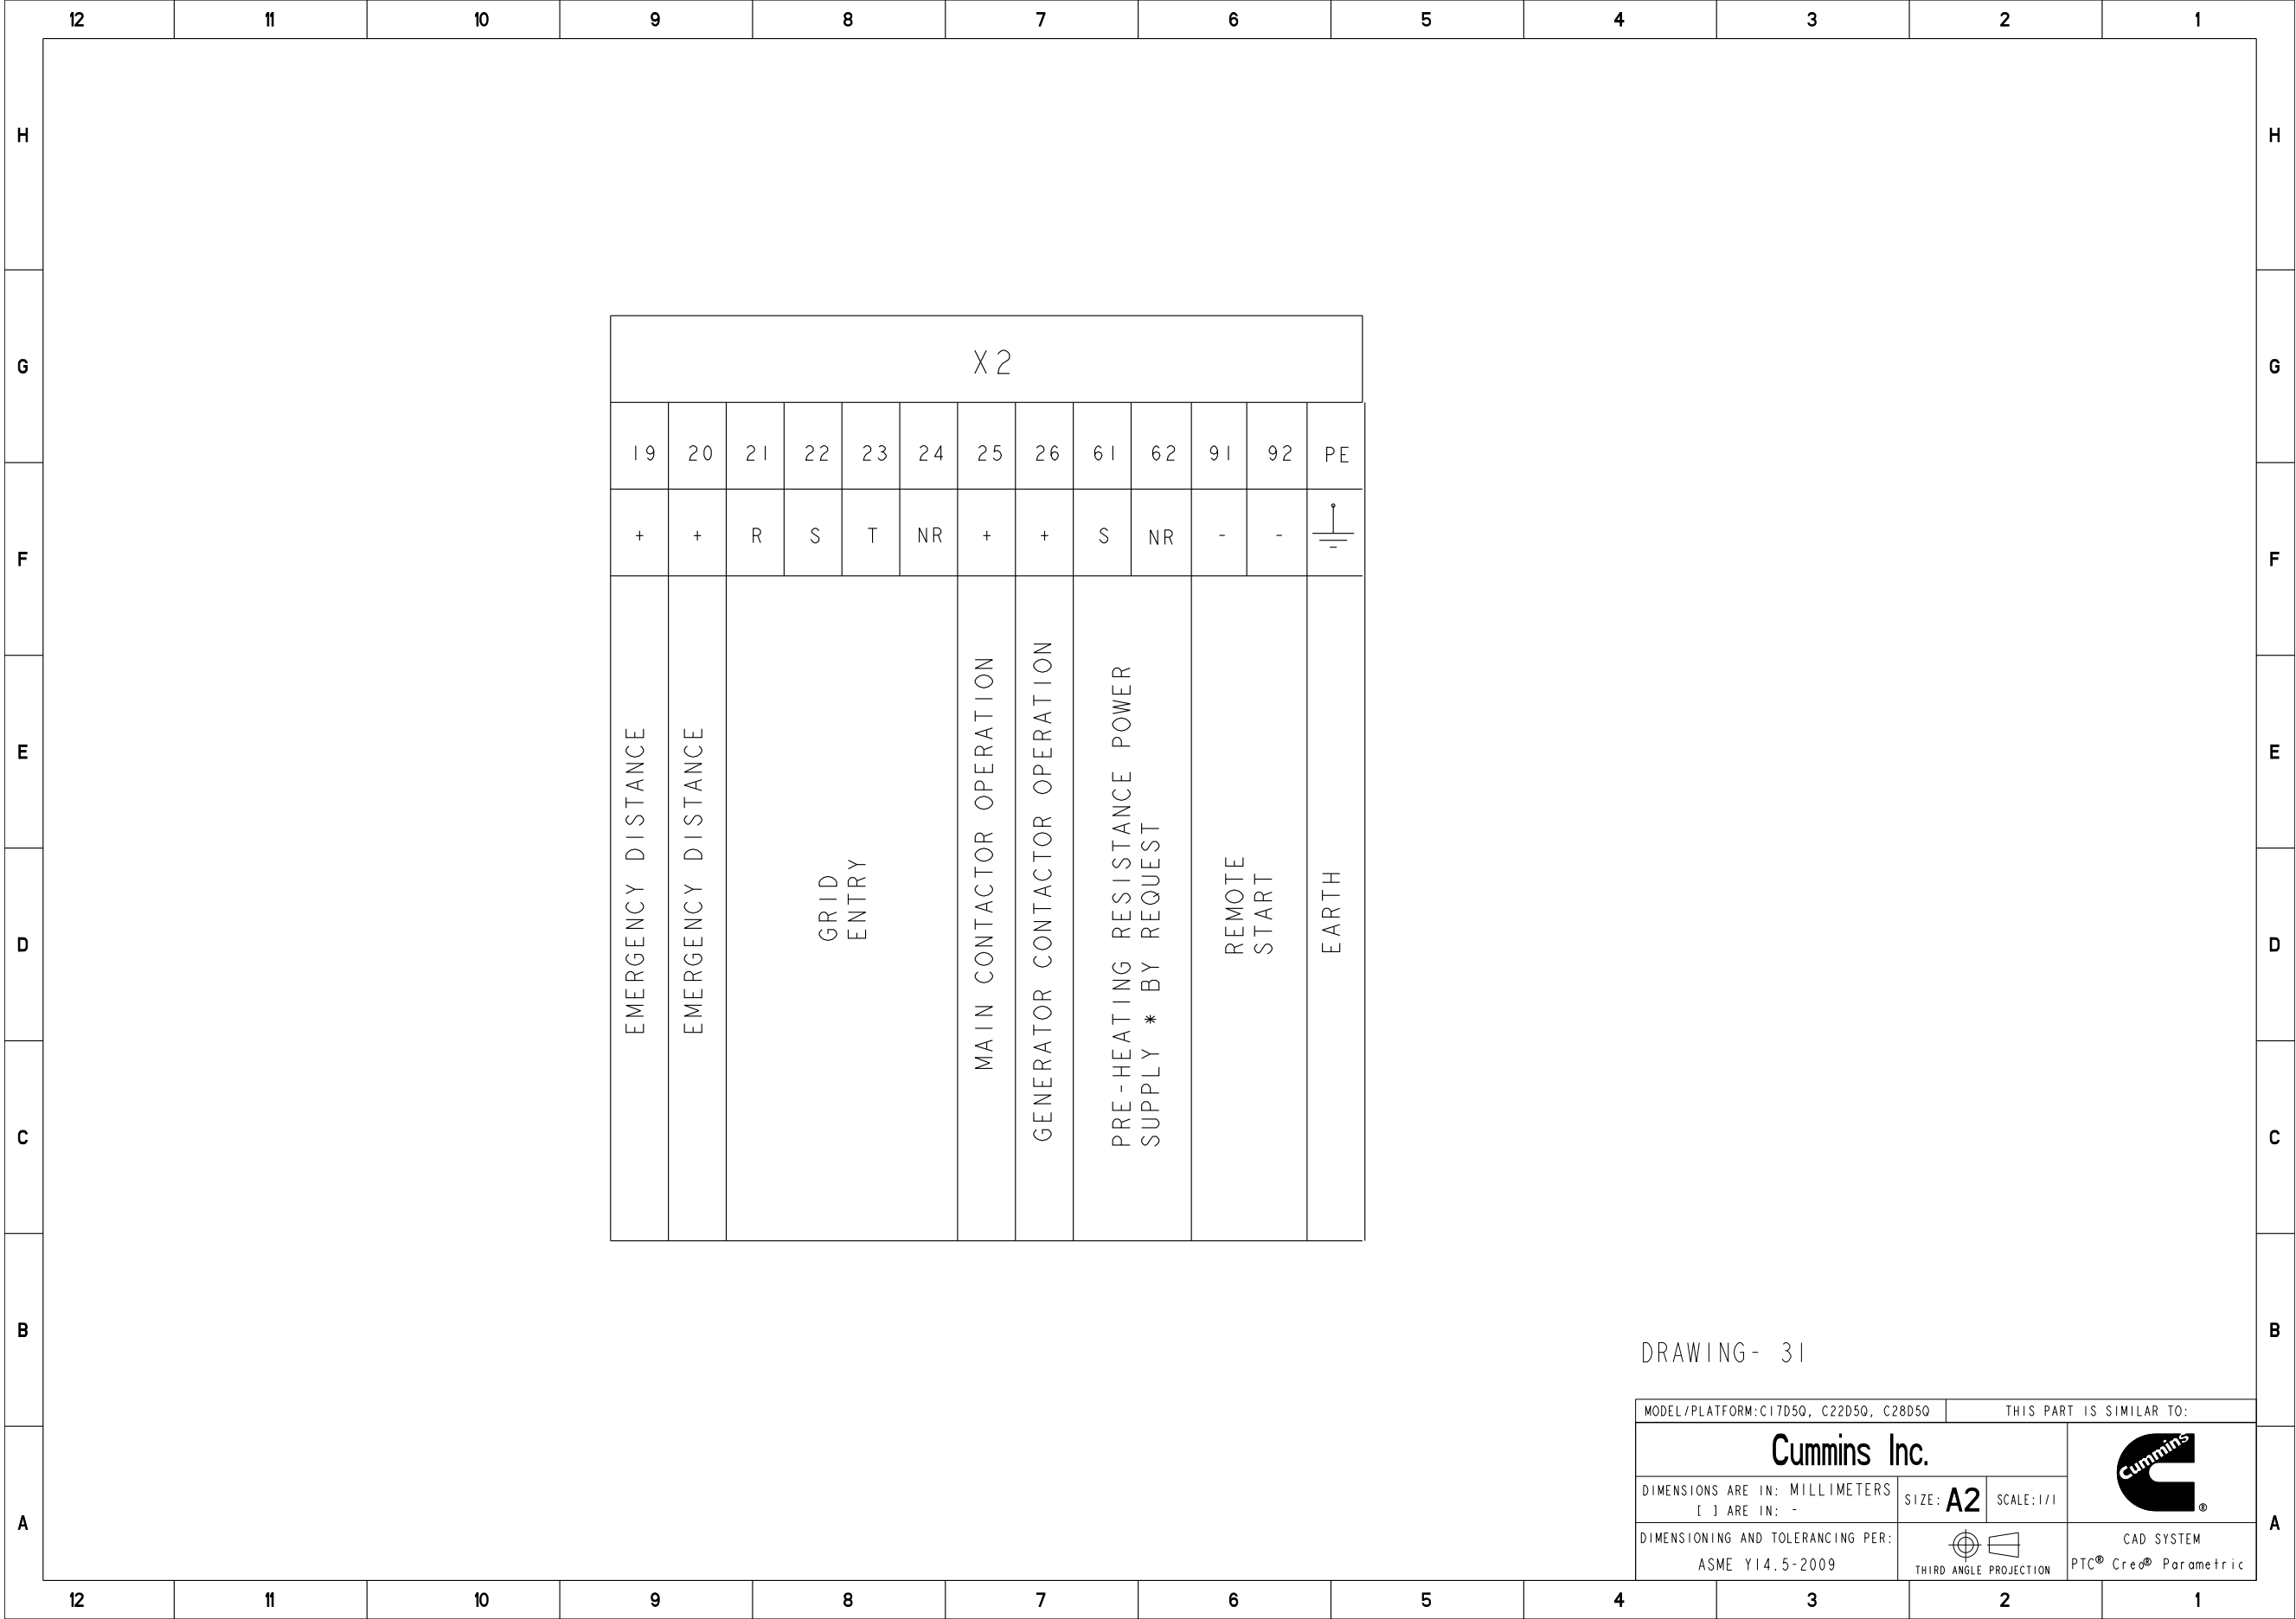 12 11 10 9 8 7 6 5 4 3 2 1
H H
G G
F F
E E
D D
C C
B B
A A
X2
19 20 21 22 23 24 25 26 61 62 91 92 PE
+ + R S T NR + + S NR - -
EMERGENCY DISTANCE
EMERGENCY DISTANCE
GRID
ENTRY
MAIN CONTACTOR OPERATION
GENERATOR CONTACTOR OPERATION
PRE-HEATING RESISTANCE POWER
SUPPLY * BY REQUEST
REMOTE
START
EARTH
DRAWING- 31
MODEL/PLATFORM:C17D5Q, C22D5Q, C28D5Q
THIS PART IS SIMILAR TO:
Cummins Inc.
Cummins ®
DIMENSIONS ARE IN: MILLIMETERS
[ ] ARE IN: -
SIZE: A2
SCALE:1/1
DIMENSIONING AND TOLERANCING PER:
ASME Y14.5-2009
THIRD ANGLE PROJECTION
CAD SYSTEM
PTC® Creo® Parametric
12 11 10 9 8 7 6 5 4 3 2 1